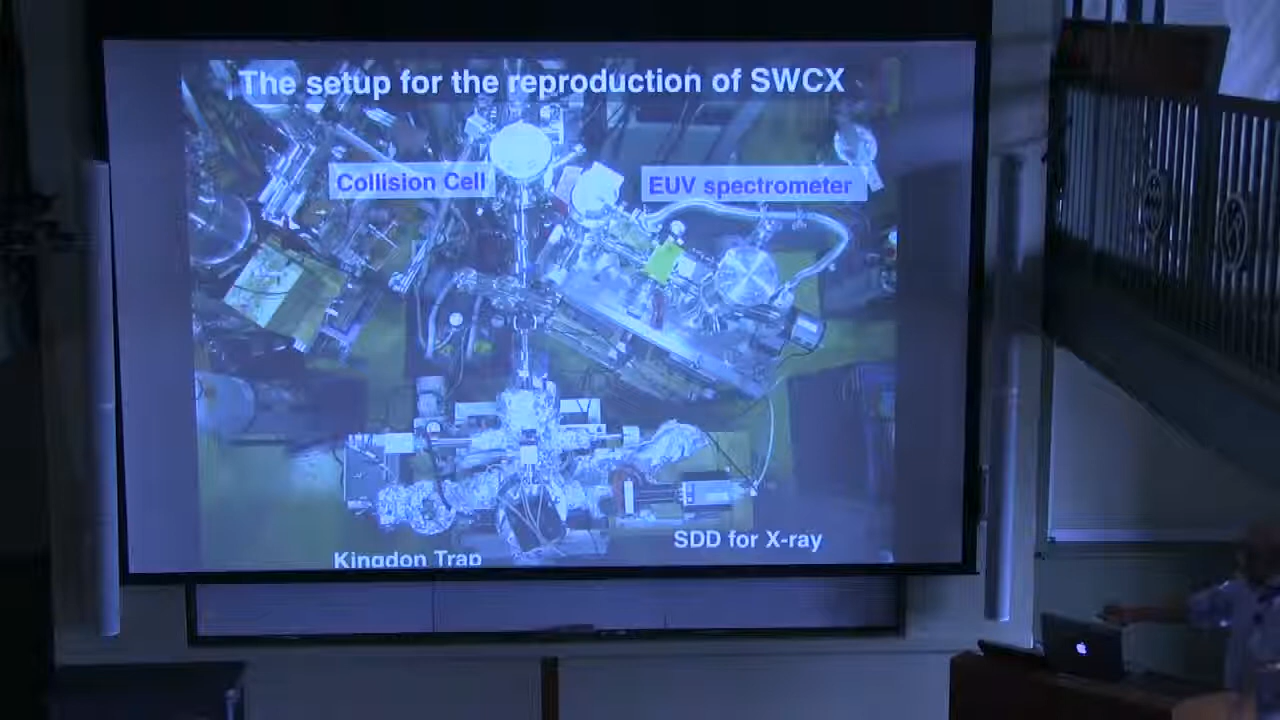 The setup for the reproduction of SWCX
Collision Cell
EUV spectrometer
SDD for X-ray
Kingdon Trap